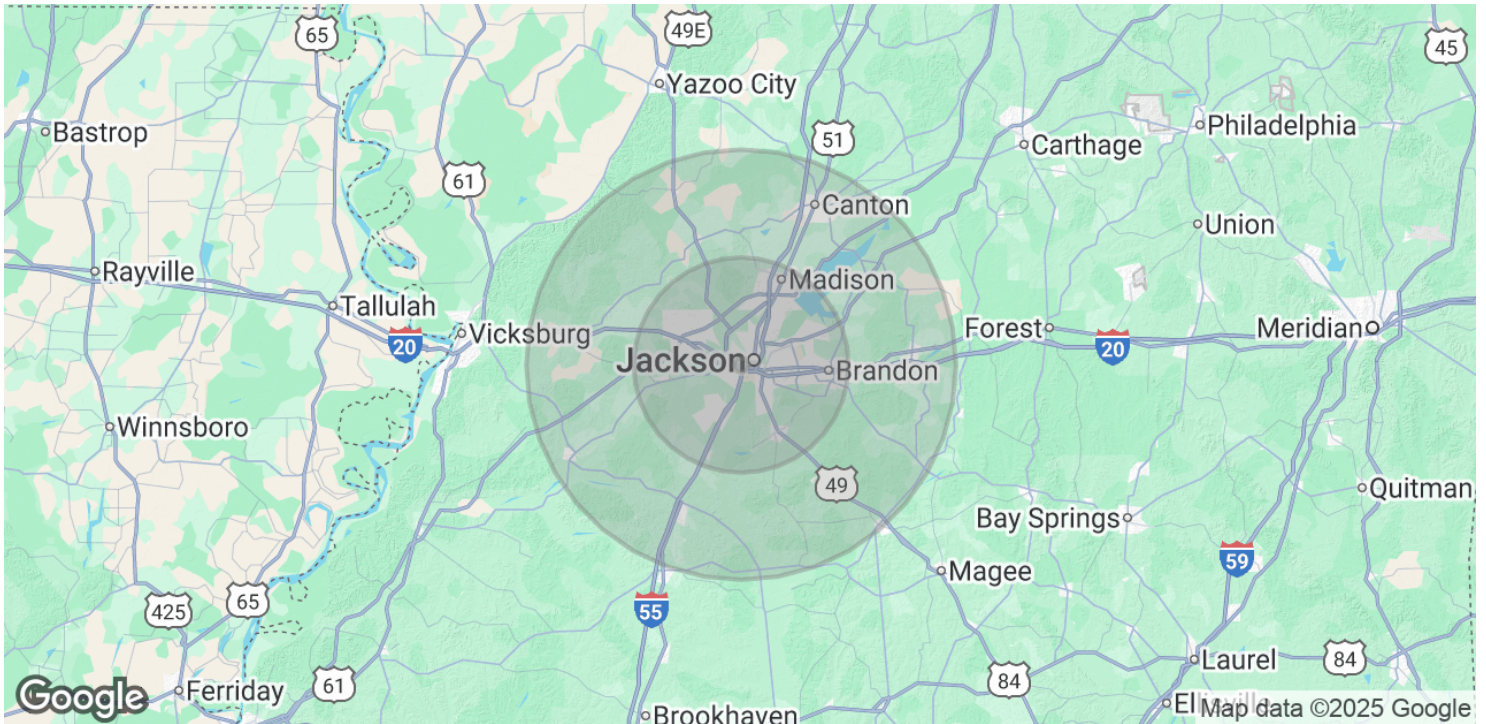 65
49E
45
Yazoo City
Bastrop
51
Philadelphia
Carthage
61
Canton
Union
Rayville
Madison
Tallulah
Vicksburg
20
Forest
20
Meridian
Jackson
Brandon
Winnsboro
49
Quitman
Bay Springs
59
Magee
425
65
55
Laurel
84
84
61
Google
Ferriday
Brookhaven
Map data ©2025 Google